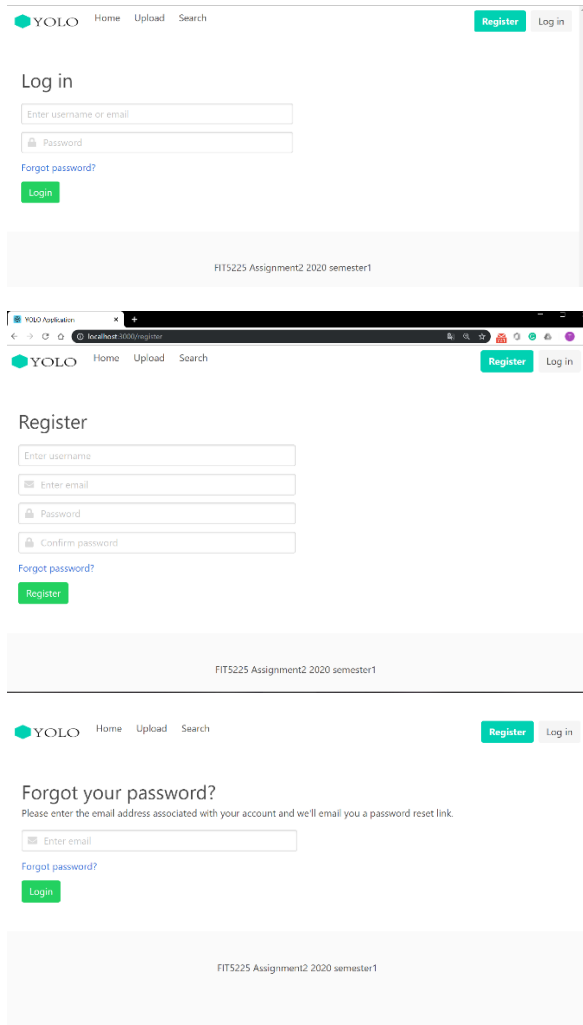 YOLO Home Upload Search Register Log in
Log in
Enter username or email
Password
Forgot password?
Login
FIT5225 Assignment2 2020 semester1
YOLO Application
localhost:3000/register
YOLO Home Upload Search Register Log in
Register
Enter username
Enter email
Password
Confirm password
Forgot password?
Register
FIT5225 Assignment2 2020 semester1
YOLO Home Upload Search Register Log in
Forgot your password?
Please enter the email address associated with your account and we'll email you a password reset link.
Enter email
Forgot password?
Login
FIT5225 Assignment2 2020 semester1